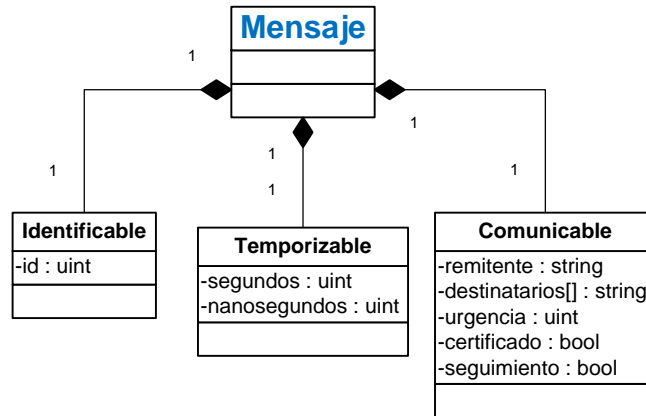 Mensaje
1
1
1
1
1
1
Identificable
-id : uint
Temporizable
-segundos : uint
-nanosegundos : uint
Comunicable
-remitente : string
-destinatarios[] : string
-urgencia : uint
-certificado : bool
-seguimiento : bool